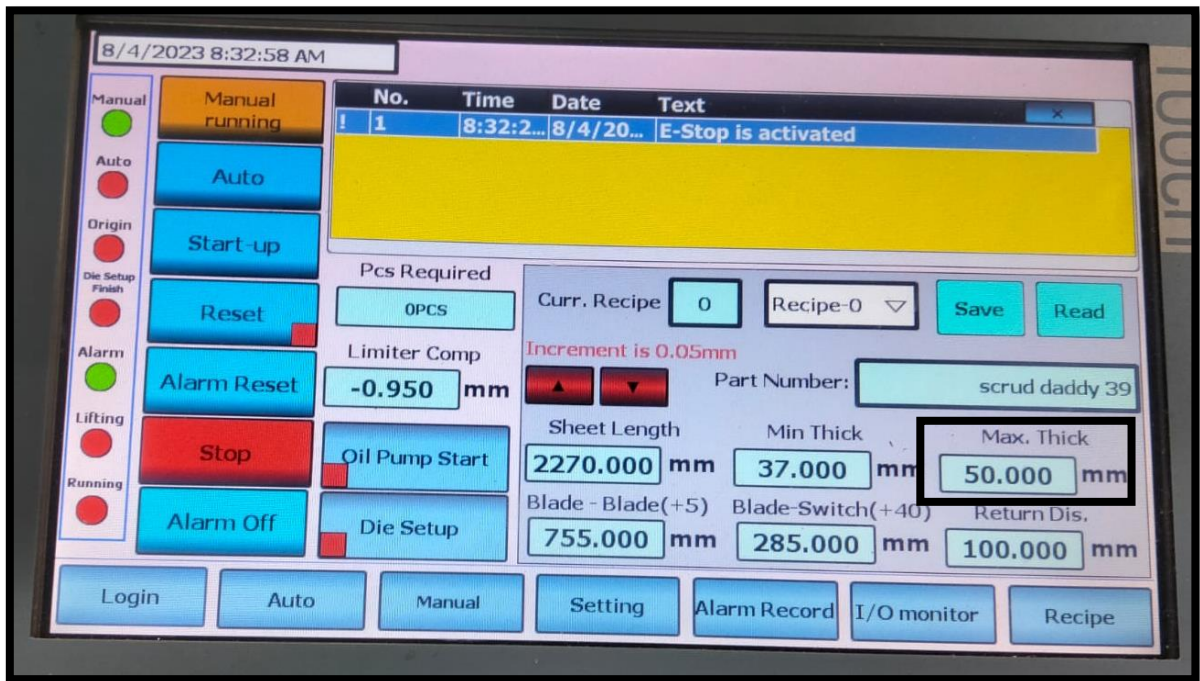 8/4/2023 8:32:58 AM
Manual
Manual running
No. Time Date Text
×
! 1 8:32:2... 8/4/20... E-Stop is activated
Auto
Auto
Origin
Start-up
Die Setup
Finish
Reset
Pcs Required
0PCS
Curr. Recipe 0 Recipe-0 Save Read
Increment is 0.05mm
Alarm
Alarm Reset
Limiter Comp
-0.950 mm
▲ ▼
Part Number: scrud daddy 39
Lifting
Stop
Oil Pump Start
Sheet Length Min Thick Max. Thick
2270.000 mm 37.000 mm 50.000 mm
Running
Alarm Off
Die Setup
Blade - Blade(+5) Blade-Switch(+40) Return Dis.
755.000 mm 285.000 mm 100.000 mm
Login Auto Manual Setting Alarm Record I/O monitor Recipe